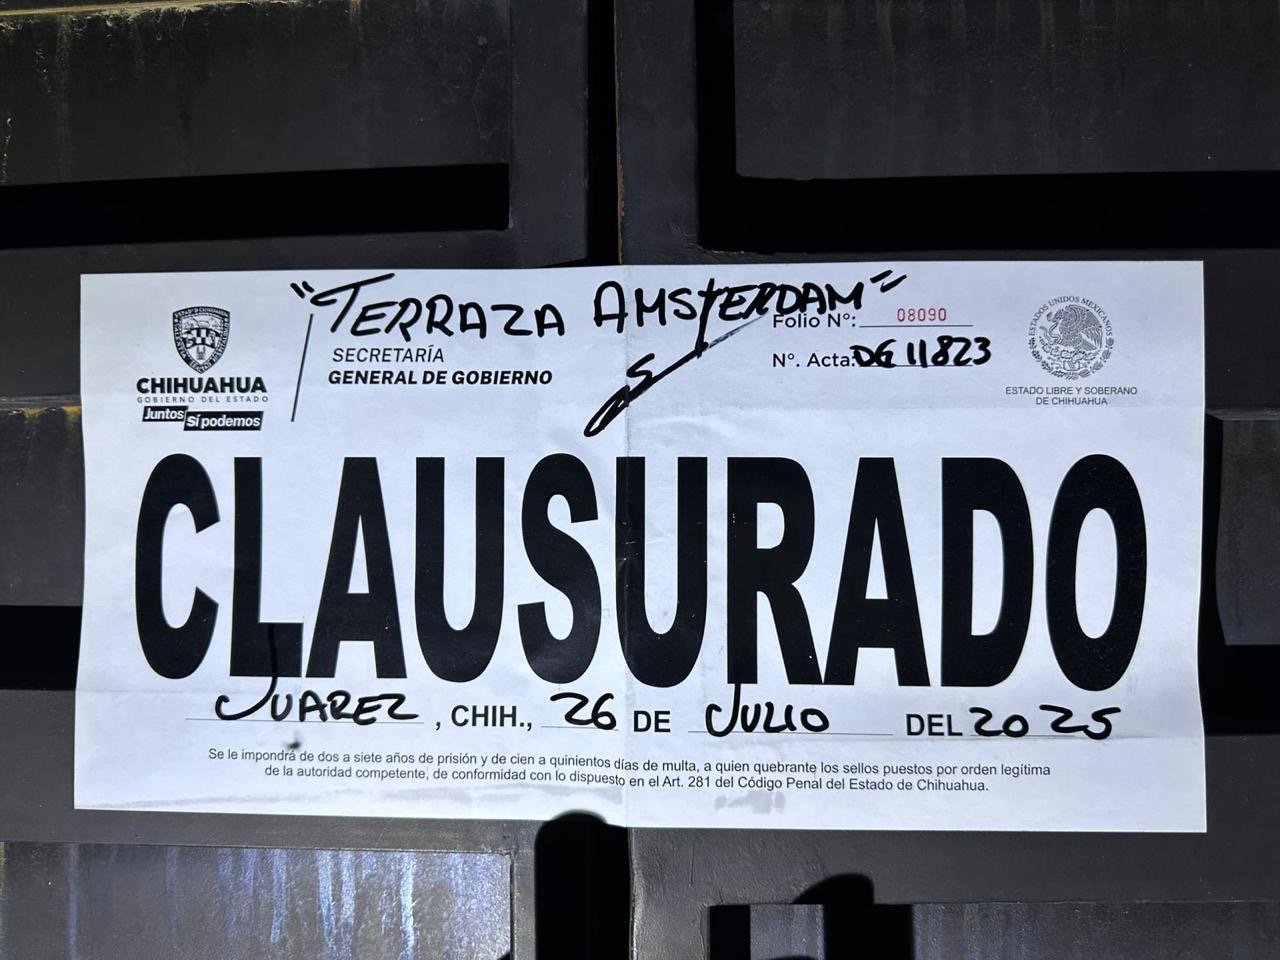 "TERRAZA AMSTERDAM"
CHIHUAHUA
GOBIERNO DEL ESTADO
Juntos Sí podemos
SECRETARÍA
GENERAL DE GOBIERNO
Folio Nº: 08090
Nº. Acta: DG 11823
ESTADOS UNIDOS MEXICANOS
ESTADO LIBRE Y SOBERANO
DE CHIHUAHUA
CLAUSURADO
JUAREZ, CHIH., 26 DE JULIO DEL 2025
Se le impondrá de dos a siete años de prisión y de cien a quinientos días de multa, a quien quebrante los sellos puestos por orden legítima
de la autoridad competente, de conformidad con lo dispuesto en el Art. 281 del Código Penal del Estado de Chihuahua.